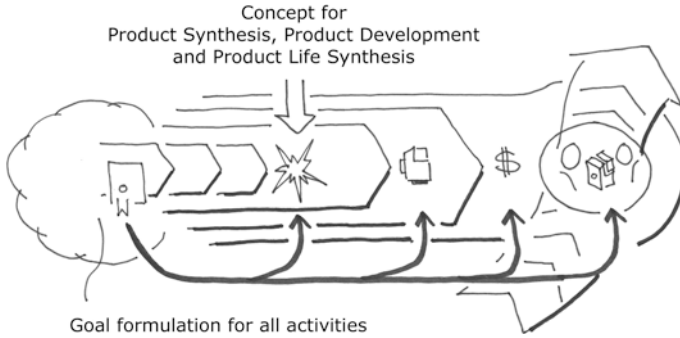 Concept for
Product Synthesis, Product Development
and Product Life Synthesis
$
Goal formulation for all activities